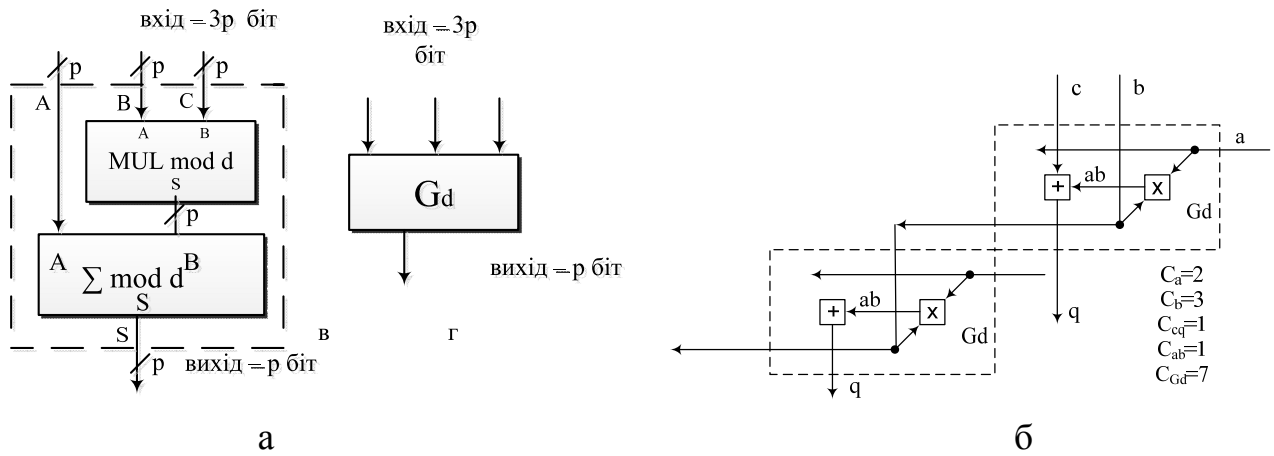 вхід – 3p біт
p
p
p
A
B
C
A
B
MUL mod d
S
p
A
B
∑ mod d
S
S
p
вихід – p біт
в
вхід – 3p
біт
Gd
вихід – p біт
г
а
c
b
a
+
ab
x
Gd
q
+
ab
x
Gd
q
Ca=2
Cb=3
Ccq=1
Cab=1
CGd=7
б